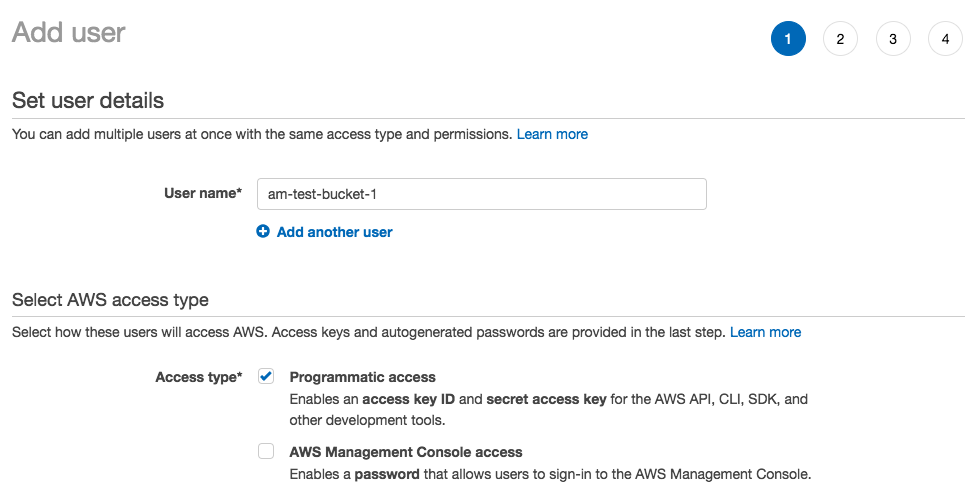 Add user
1 2 3 4
Set user details
You can add multiple users at once with the same access type and permissions. Learn more
User name* am-test-bucket-1
Add another user
Select AWS access type
Select how these users will access AWS. Access keys and autogenerated passwords are provided in the last step. Learn more
Access type* Programmatic access
Enables an access key ID and secret access key for the AWS API, CLI, SDK, and
other development tools.
AWS Management Console access
Enables a password that allows users to sign-in to the AWS Management Console.